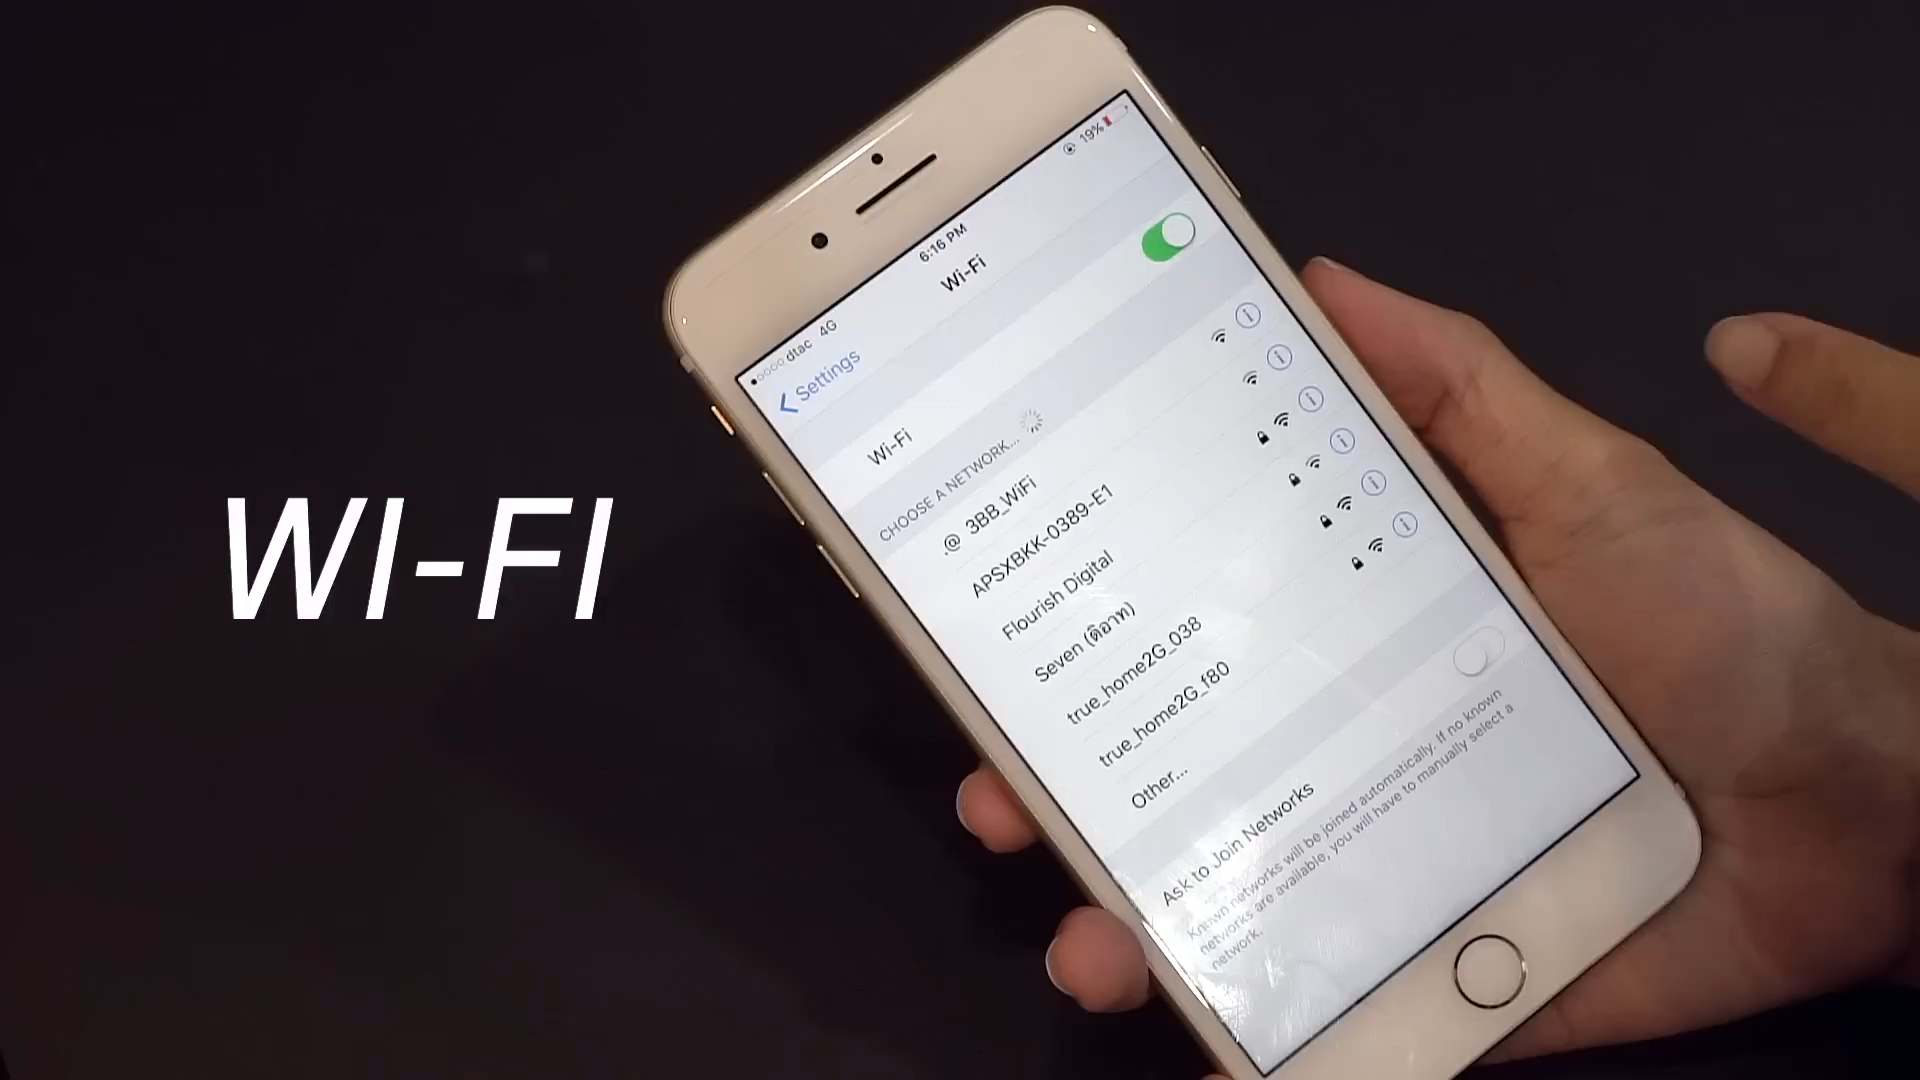 WI-FI
dtac 4G
6:16 PM
19%
Settings
Wi-Fi
Wi-Fi
CHOOSE A NETWORK...
.@ 3BB_WiFi
APSXBKK-0389-E1
Flourish Digital
Seven (ติอาท)
true_home2G_038
true_home2G_f80
Other...
Ask to Join Networks
Known networks will be joined automatically. If no known
networks are available, you will have to manually select a
network.